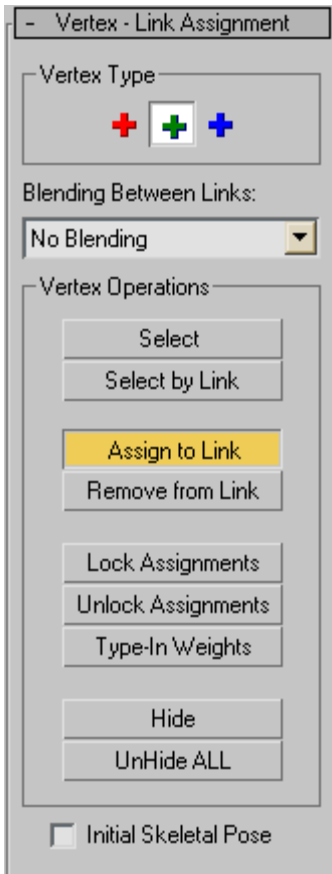 - Vertex - Link Assignment
Vertex Type
Blending Between Links:
No Blending
Vertex Operations
Select
Select by Link
Assign to Link
Remove from Link
Lock Assignments
Unlock Assignments
Type-In Weights
Hide
UnHide ALL
Initial Skeletal Pose